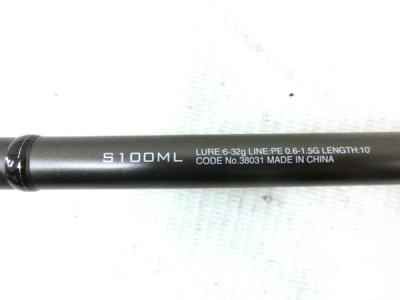 S100ML
LURE:6-32g LINE:PE 0.6-1.5G LENGTH:10'
CODE No.38031 MADE IN CHINA